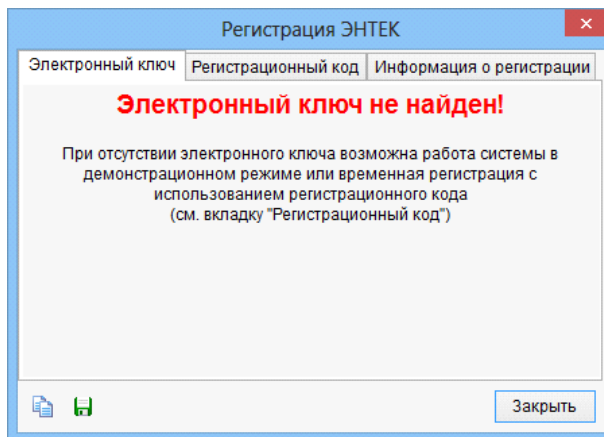 Регистрация ЭНТЕК
Электронный ключ
Регистрационный код
Информация о регистрации
Электронный ключ не найден!
При отсутствии электронного ключа возможна работа системы в
демонстрационном режиме или временная регистрация с
использованием регистрационного кода
(см. вкладку "Регистрационный код")
Закрыть